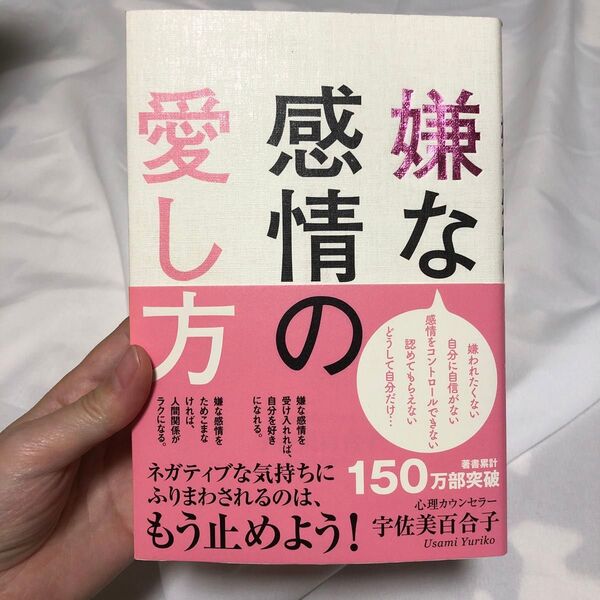 嫌な
感情の
愛し方
嫌われたくない
自分に自信がない
感情をコントロールできない
認めてもらえない
どうして自分だけ…
嫌な感情を
受け入れれば、
自分を好き
になれる。
嫌な感情を
ためこまな
ければ、
人間関係が
ラクになる。
著書累計
150万部突破
ネガティブな気持ちに
ふりまわされるのは、
もう止めよう!
心理カウンセラー
宇佐美百合子
Usami Yuriko